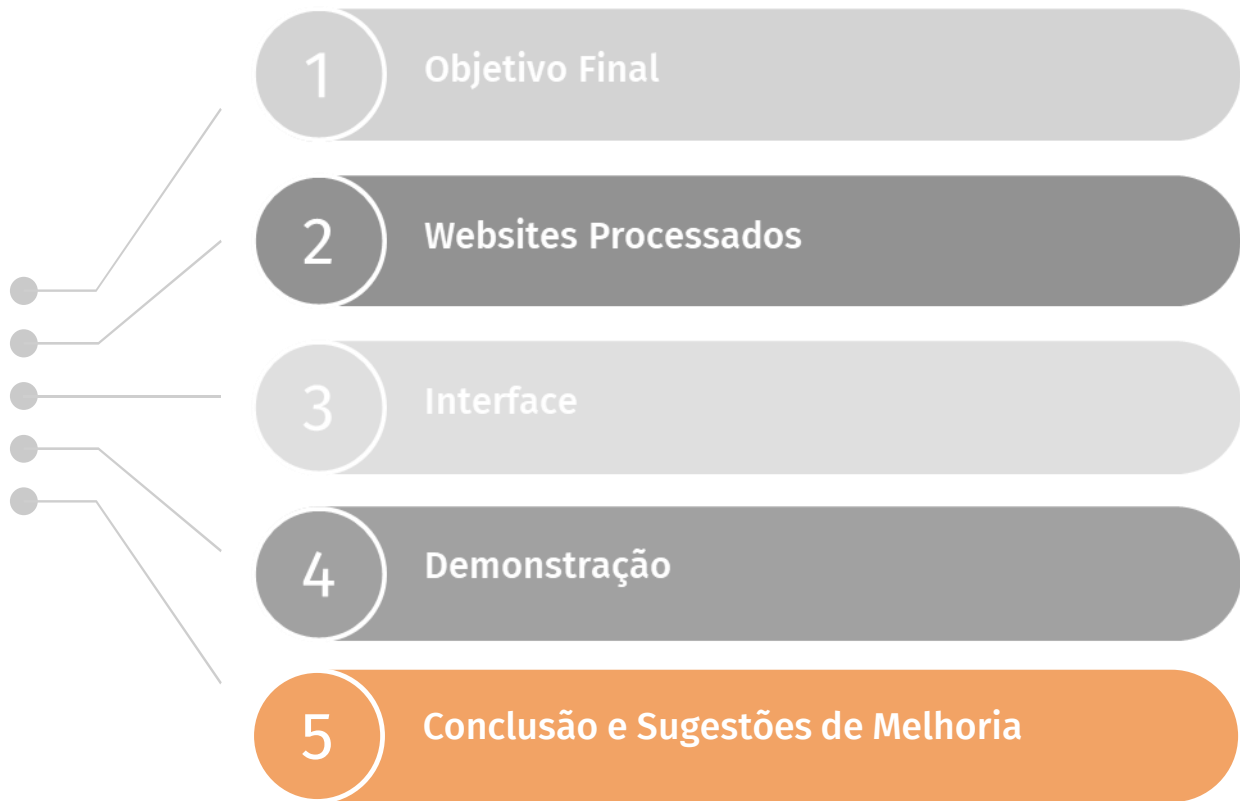 1
Objetivo Final
2
Websites Processados
3
Interface
4
Demonstração
5
Conclusão e Sugestões de Melhoria